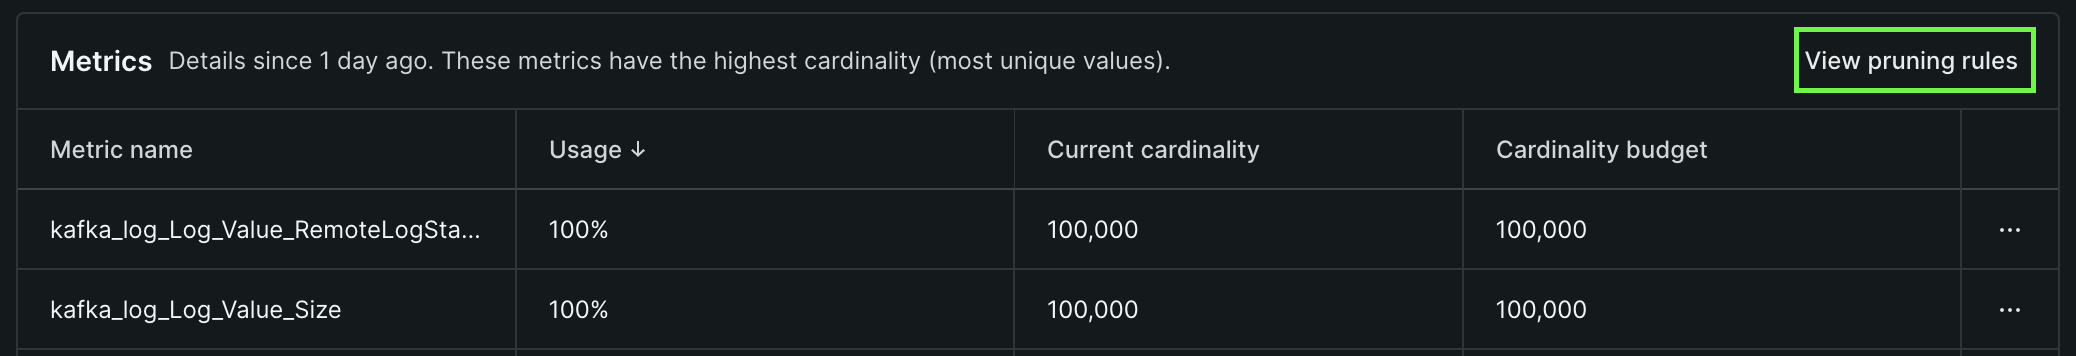 Metrics Details since 1 day ago. These metrics have the highest cardinality (most unique values). View pruning rules
Metric name Usage ↓ Current cardinality Cardinality budget
kafka_log_Log_Value_RemoteLogSta... 100% 100,000 100,000 ...
kafka_log_Log_Value_Size 100% 100,000 100,000 ...